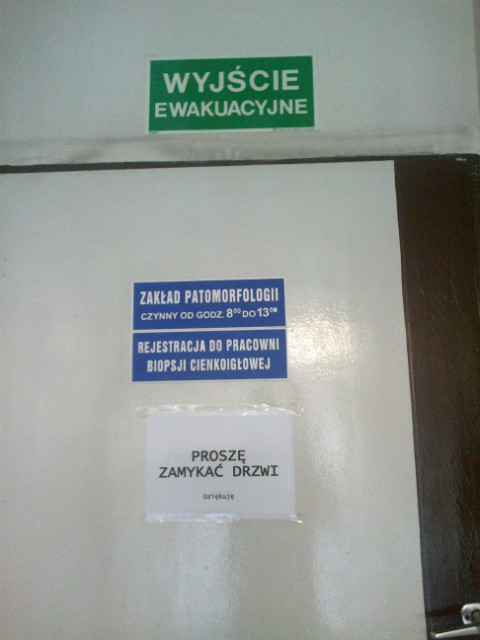 WYJŚCIE
EWAKUACYJNE
ZAKŁAD PATOMORFOLOGII
CZYNNY OD GODZ. 8⁰⁰ DO 13⁰⁰
REJESTRACJA DO PRACOWNI
BIOPSJI CIENKOIGŁOWEJ
PROSZĘ
ZAMYKAĆ DRZWI
Dziękuję